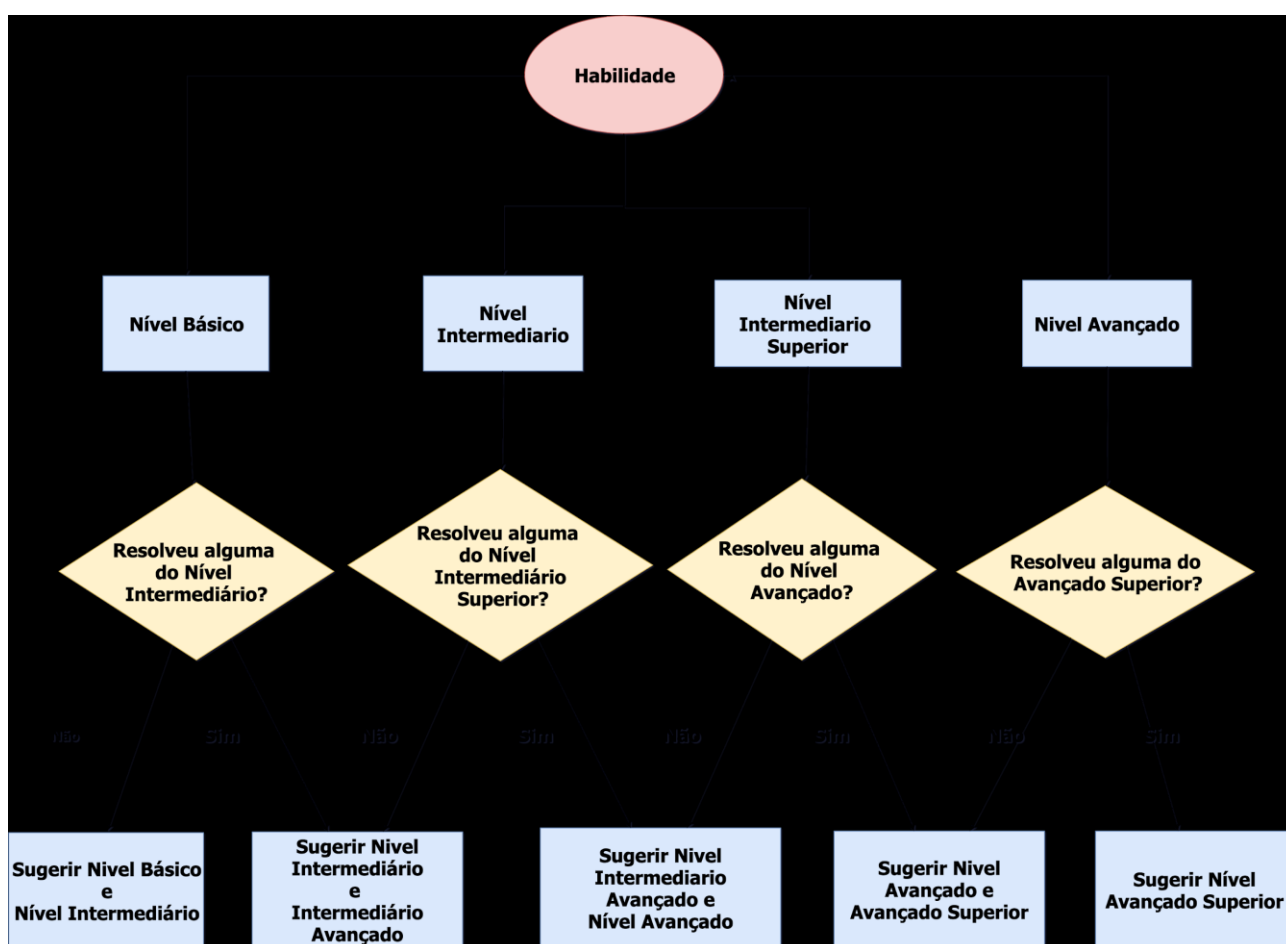 Habilidade
Nível Básico
Nível
Intermediario
Nível
Intermediario
Superior
Nivel Avançado
Resolveu alguma
do Nível
Intermediário?
Resolveu alguma
do Nível
Intermediário
Superior?
Resolveu alguma
do Nível
Avançado?
Resolveu alguma do
Avançado Superior?
Não
Sim
Não
Sim
Não
Sim
Não
Sim
Sugerir Nivel Básico
e
Nível Intermediário
Sugerir Nivel
Intermediário
e
Intermediário
Avançado
Sugerir Nivel
Intermediario
Avançado e
Nível Avançado
Sugerir Nivel
Avançado e
Avançado Superior
Sugerir Nível
Avançado Superior